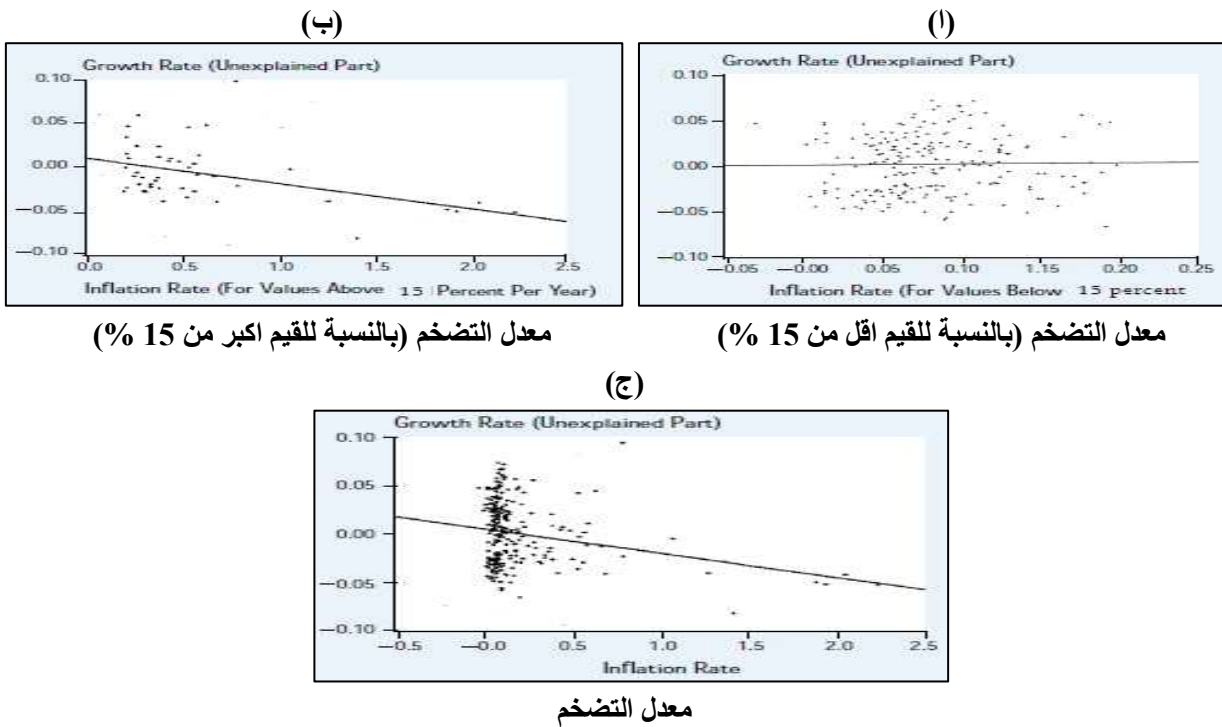 (ا)
Growth Rate (Unexplained Part)
0.10
0.05
0.00
−0.05
−0.10
−0.05 −0.00 0.05 0.10 0.15 0.20 0.25
Inflation Rate (For Values Below 15 percent
معدل التضخم (بالنسبة للقيم اقل من 15 %)
(ب)
Growth Rate (Unexplained Part)
0.10
0.05
0.00
−0.05
−0.10
0.0 0.5 1.0 1.5 2.0 2.5
Inflation Rate (For Values Above 15 Percent Per Year)
معدل التضخم (بالنسبة للقيم اكبر من 15 %)
(ج)
Growth Rate (Unexplained Part)
0.10
0.05
0.00
−0.05
−0.10
−0.5 −0.0 0.5 1.0 1.5 2.0 2.5
Inflation Rate
معدل التضخم